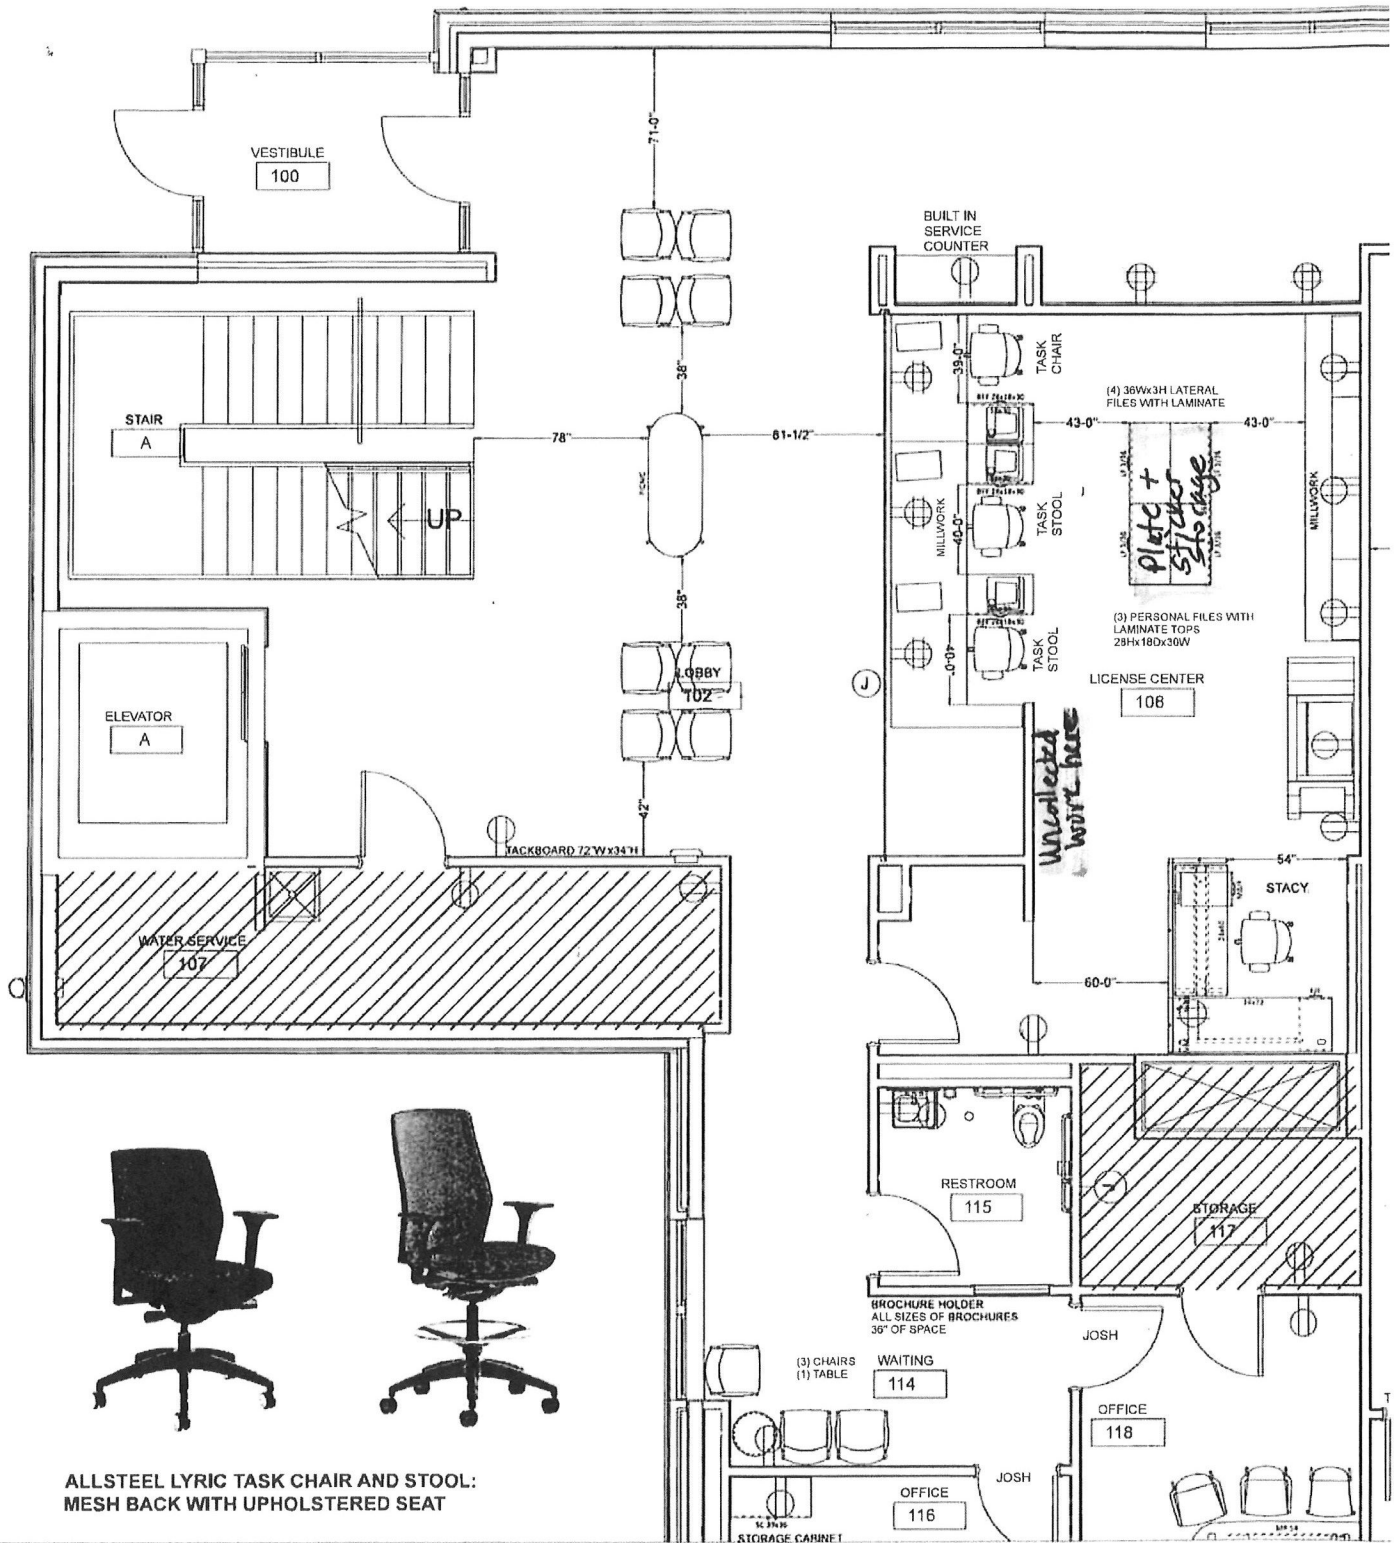 VESTIBULE
100
71-0"
BUILT IN
SERVICE
COUNTER
38"
39-0"
TASK
CHAIR
(4) 36Wx3H LATERAL
FILES WITH LAMINATE
STAIR
A
78"
61-1/2"
43-0"
43-0"
UP
MILLWORK
40-0"
TASK
STOOL
Plate +
Sticker
Storage
MILLWORK
38"
(3) PERSONAL FILES WITH
LAMINATE TOPS
28Hx18Dx30W
40-0"
TASK
STOOL
LOBBY
102
J
LICENSE CENTER
106
ELEVATOR
A
Uncollected
work here
42"
TACKBOARD 72"Wx34"H
54"
STACY
WATER SERVICE
107
60-0"
RESTROOM
115
STORAGE
117
BROCHURE HOLDER
ALL SIZES OF BROCHURES
36" OF SPACE
JOSH
(3) CHAIRS
(1) TABLE
WAITING
114
OFFICE
118
JOSH
OFFICE
116
STORAGE CABINET
ALLSTEEL LYRIC TASK CHAIR AND STOOL:
MESH BACK WITH UPHOLSTERED SEAT